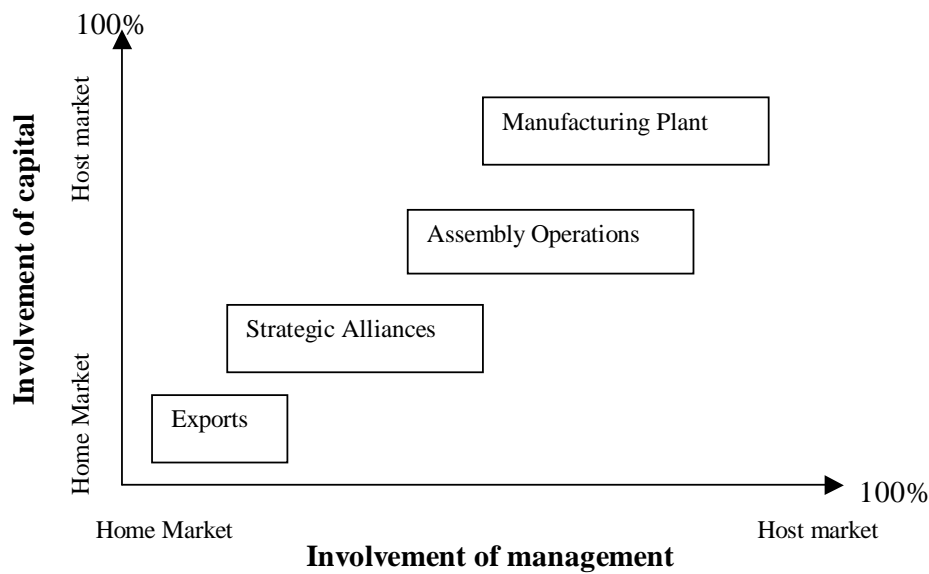 100%
Involvement of capital
Host market
Home Market
Manufacturing Plant
Assembly Operations
Strategic Alliances
Exports
100%
Home Market
Host market
Involvement of management